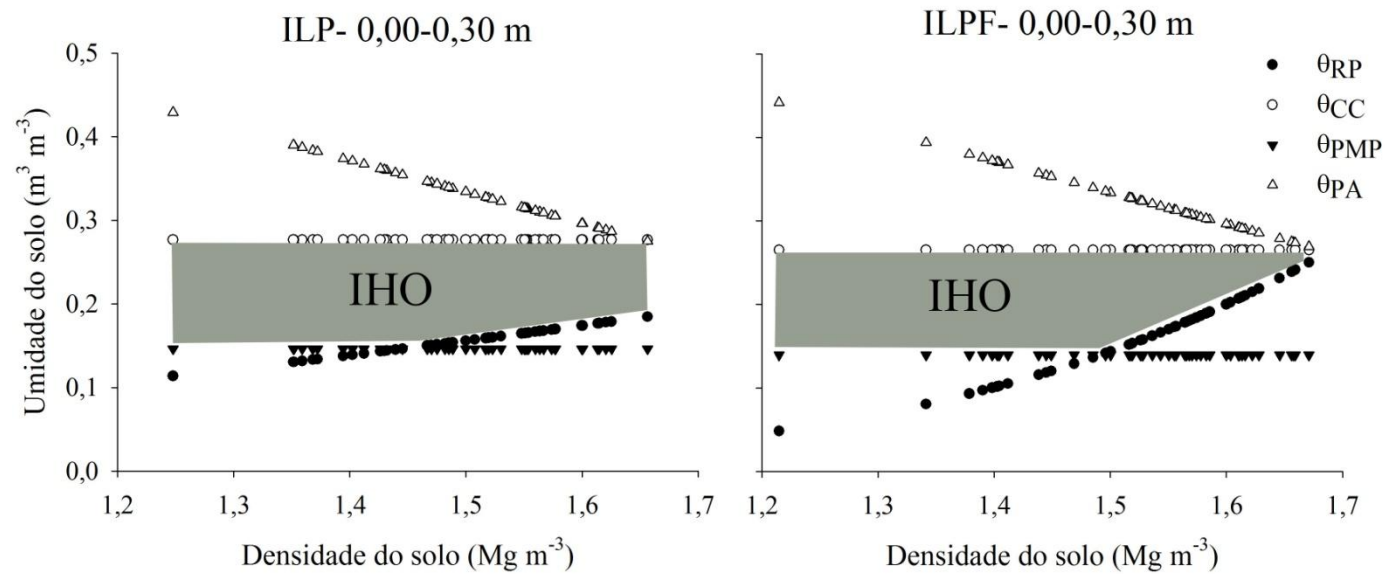 ILP- 0,00-0,30 m
ILPF- 0,00-0,30 m
Umidade do solo (m³ m⁻³)
0,5
0,4
0,3
0,2
0,1
0,0
IHO
IHO
θRP
θCC
θPMP
θPA
1,2 1,3 1,4 1,5 1,6 1,7
1,2 1,3 1,4 1,5 1,6 1,7
Densidade do solo (Mg m⁻³)
Densidade do solo (Mg m⁻³)